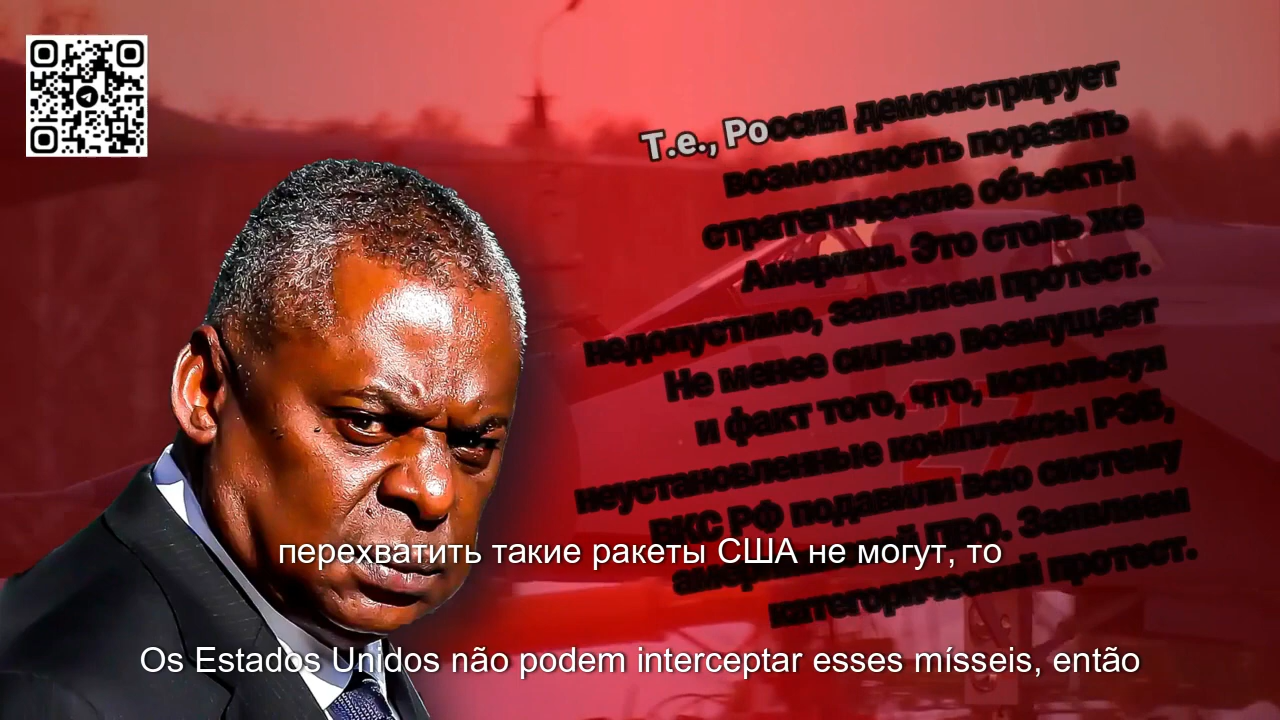 Т.е., Россия демонстрирует
возможность поразить
стратегические объекты
Америки. Это столь же
недопустимо, заявляем протест.
Не менее сильно возмущает
и факт того, что, используя
неустановленные комплексы РЭБ,
ВКС РФ подавили всю систему
американской ПВО. Заявляем
категорический протест.
перехватить такие ракеты США не могут, то
Os Estados Unidos não podem interceptar esses mísseis, então
27